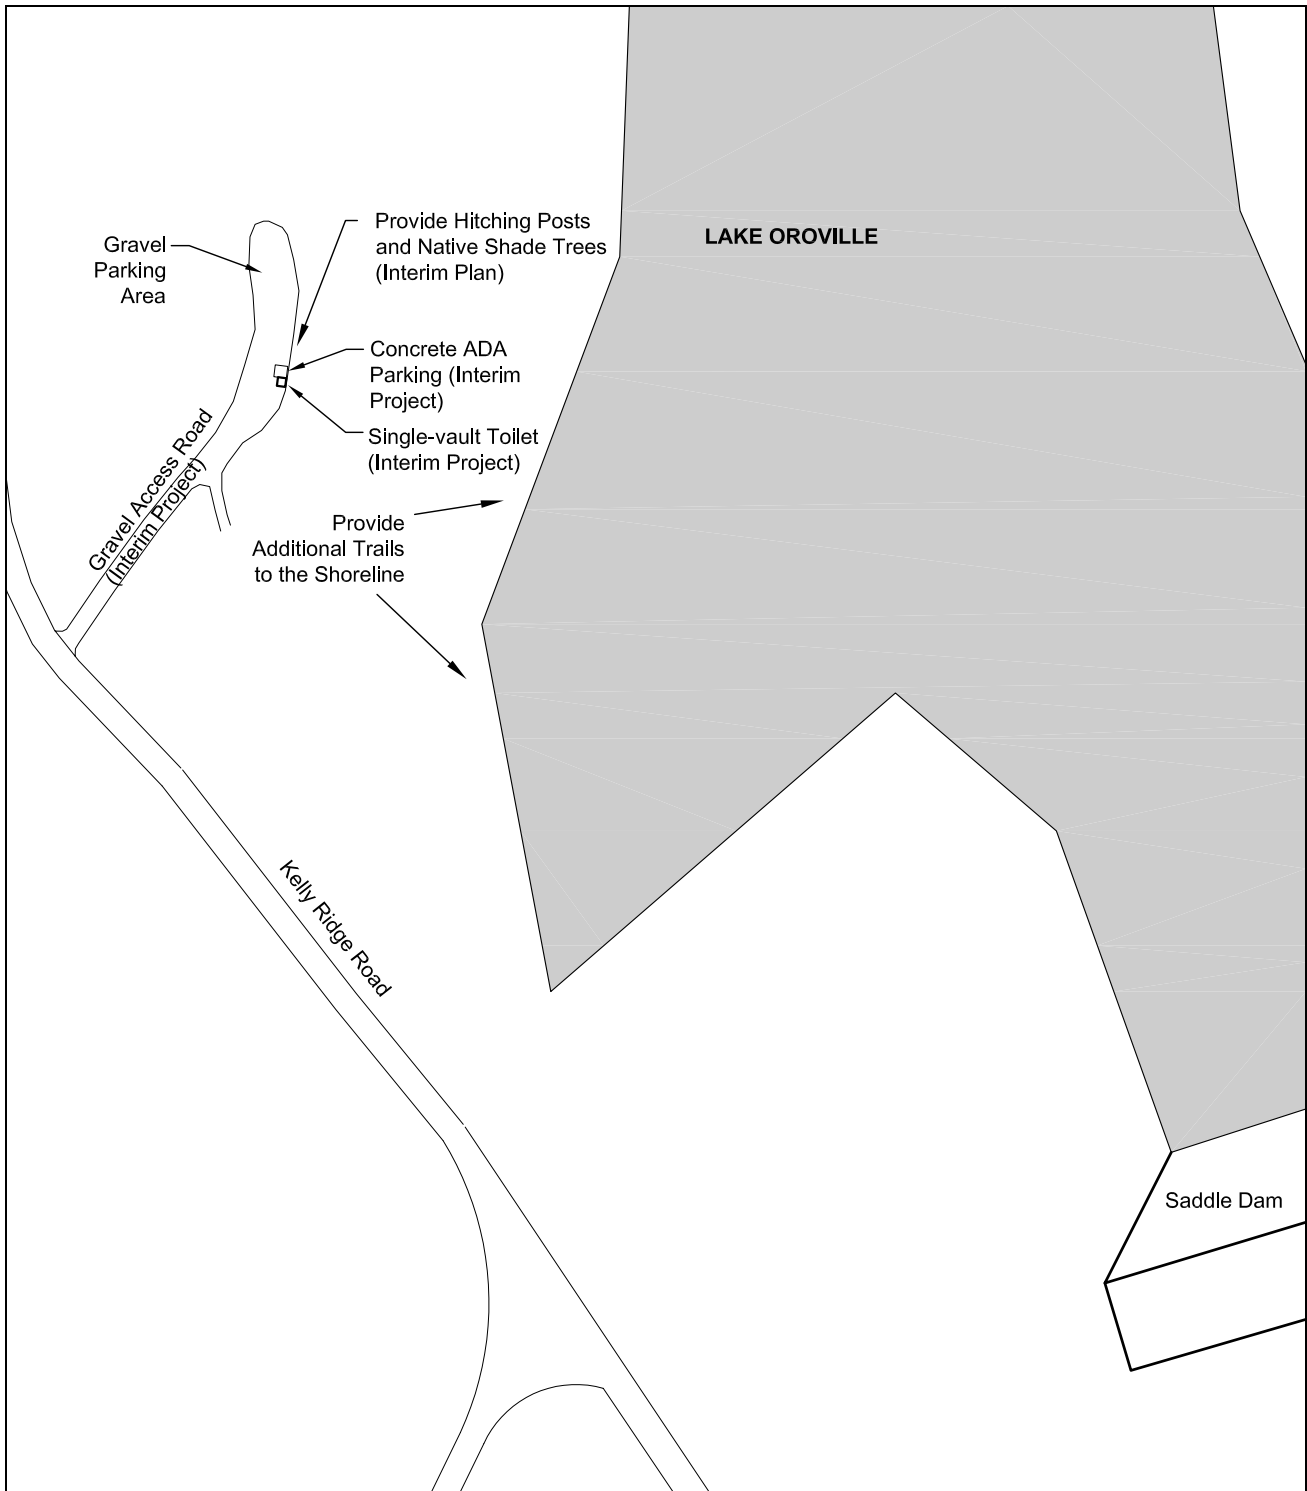 Gravel
Parking
Area
Provide Hitching Posts
and Native Shade Trees
(Interim Plan)
LAKE OROVILLE
Concrete ADA
Parking (Interim
Project)
Single-vault Toilet
(Interim Project)
Gravel Access Road
(Interim Project)
Provide
Additional Trails
to the Shoreline
Kelly Ridge Road
Saddle Dam